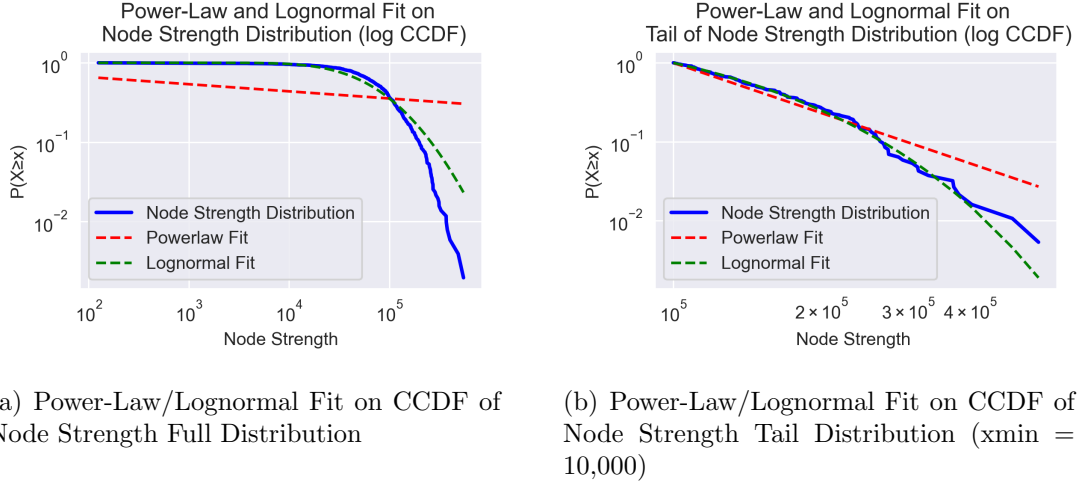 Power-Law and Lognormal Fit on
Node Strength Distribution (log CCDF)
10^0
10^-1
10^-2
P(X≥x)
Node Strength Distribution
Powerlaw Fit
Lognormal Fit
10^2 10^3 10^4 10^5
Node Strength
a) Power-Law/Lognormal Fit on CCDF of
Node Strength Full Distribution
Power-Law and Lognormal Fit on
Tail of Node Strength Distribution (log CCDF)
10^0
10^-1
10^-2
P(X≥x)
Node Strength Distribution
Powerlaw Fit
Lognormal Fit
10^5 2 × 10^5 3 × 10^5 4 × 10^5
Node Strength
(b) Power-Law/Lognormal Fit on CCDF of
Node Strength Tail Distribution (xmin =
10,000)